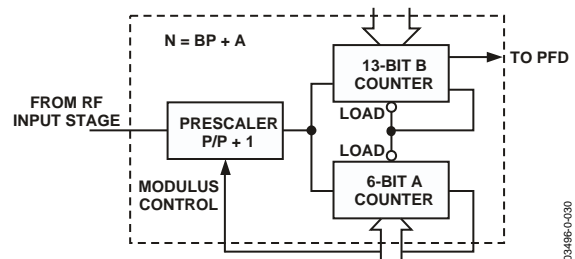 N = BP + A
13-BIT B
COUNTER
TO PFD
FROM RF
INPUT STAGE
PRESCALER
P/P + 1
LOAD
LOAD
MODULUS
CONTROL
6-BIT A
COUNTER
03496-0-030